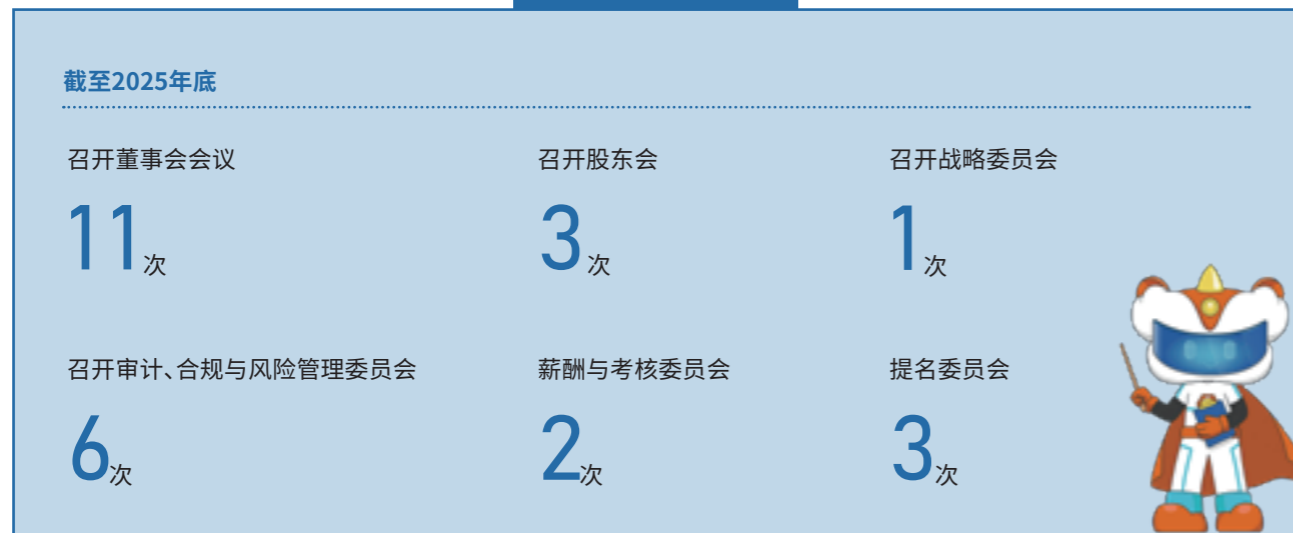 截至2025年底
召开董事会会议
11次
召开股东会
3次
召开战略委员会
1次
召开审计、合规与风险管理委员会
6次
薪酬与考核委员会
2次
提名委员会
3次